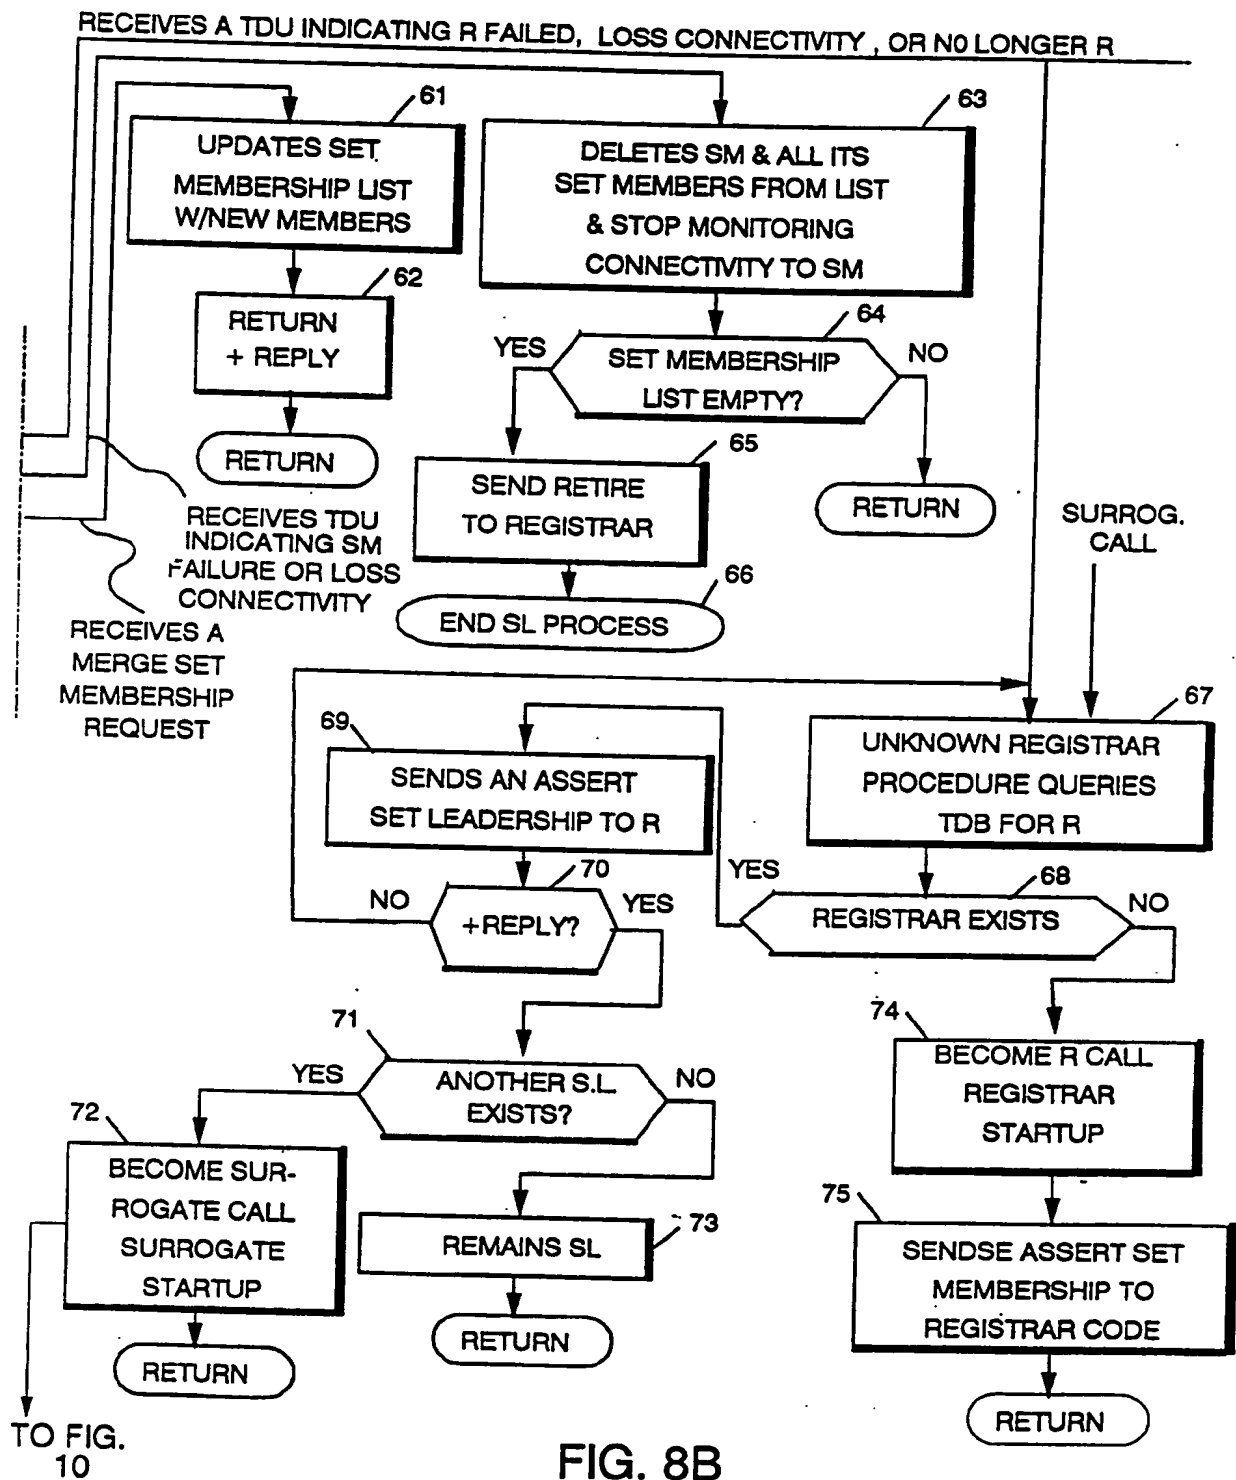 RECEIVES A TDU INDICATING R FAILED, LOSS CONNECTIVITY, OR NO LONGER R
61
UPDATES SET
MEMBERSHIP LIST
W/NEW MEMBERS
62
RETURN
+ REPLY
RETURN
63
DELETES SM & ALL ITS
SET MEMBERS FROM LIST
& STOP MONITORING
CONNECTIVITY TO SM
64
YES
SET MEMBERSHIP
LIST EMPTY?
NO
65
SEND RETIRE
TO REGISTRAR
RETURN
66
END SL PROCESS
RECEIVES TDU
INDICATING SM
FAILURE OR LOSS
CONNECTIVITY
RECEIVES A
MERGE SET
MEMBERSHIP
REQUEST
SURROG.
CALL
67
UNKNOWN REGISTRAR
PROCEDURE QUERIES
TDB FOR R
68
YES
REGISTRAR EXISTS
NO
69
SENDS AN ASSERT
SET LEADERSHIP TO R
70
NO
+REPLY?
YES
71
YES
ANOTHER S.L.
EXISTS?
NO
72
BECOME SUR-
ROGATE CALL
SURROGATE
STARTUP
RETURN
73
REMAINS SL
RETURN
74
BECOME R CALL
REGISTRAR
STARTUP
75
SENDSE ASSERT SET
MEMBERSHIP TO
REGISTRAR CODE
RETURN
TO FIG.
10
FIG. 8B